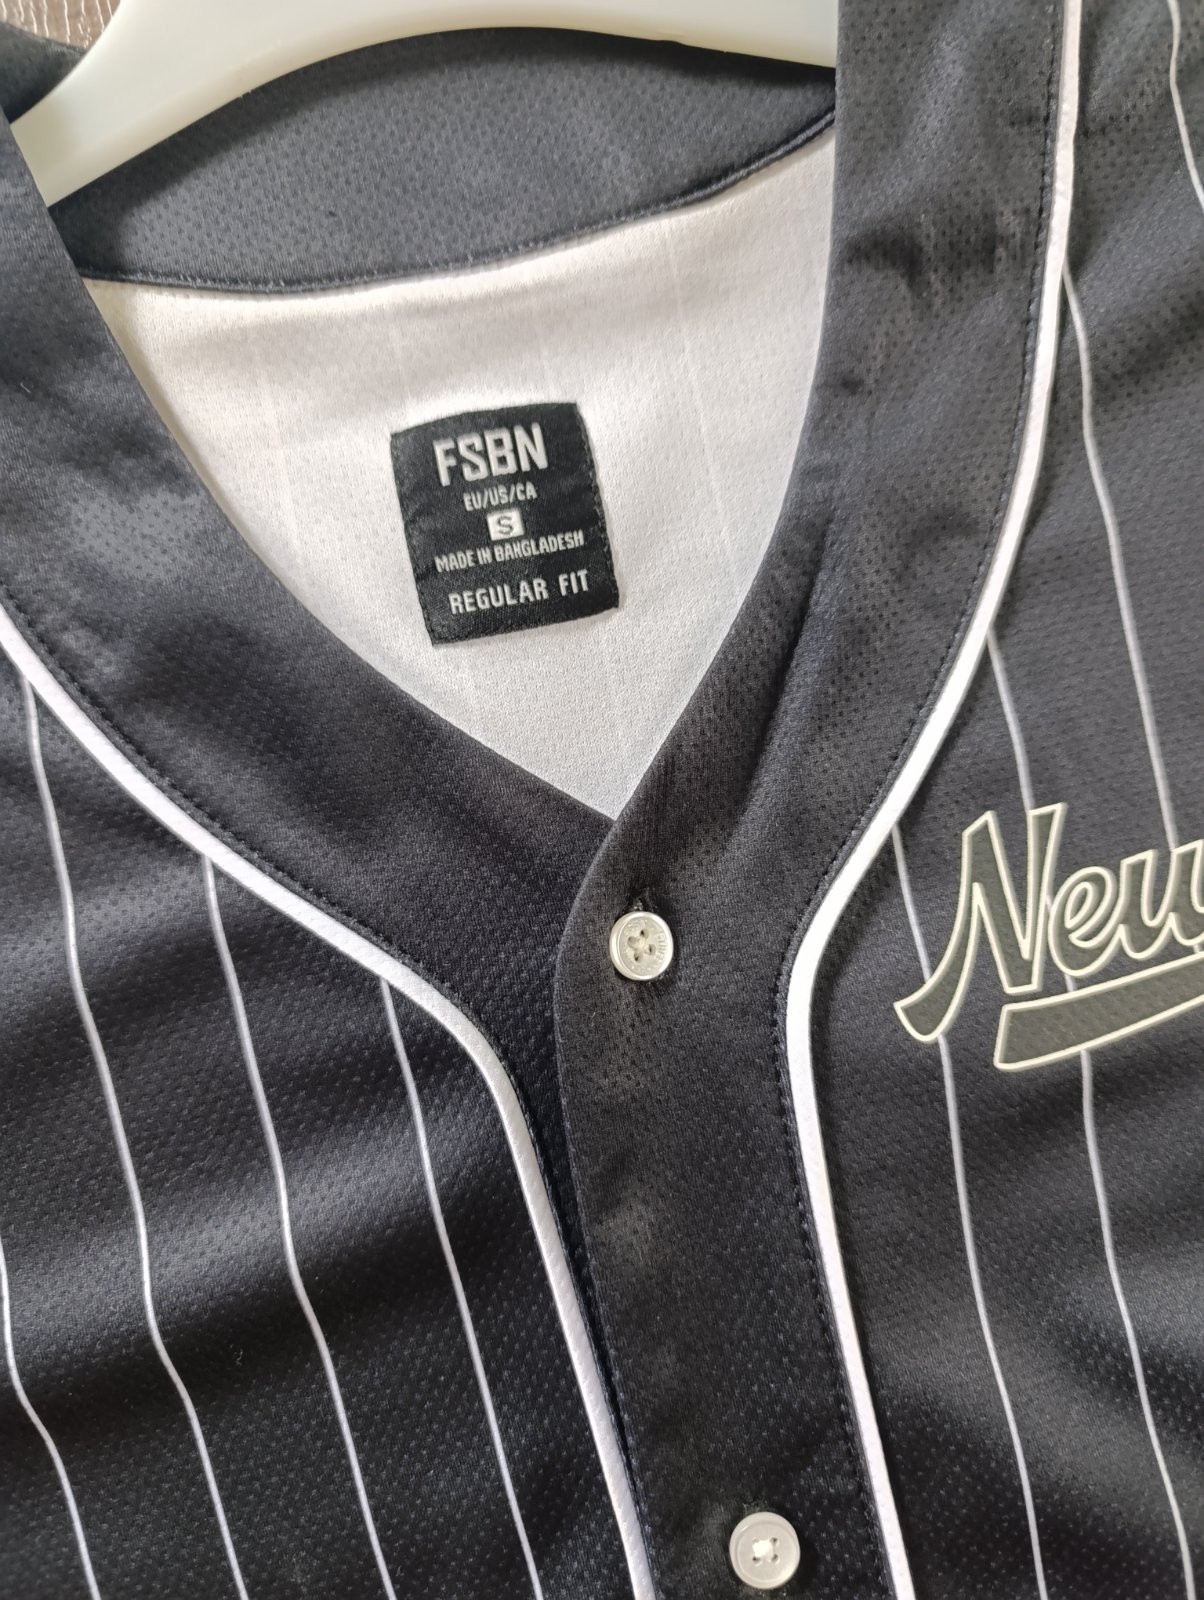 FSBN
EU/US/CA
S
MADE IN BANGLADESH
REGULAR FIT
New